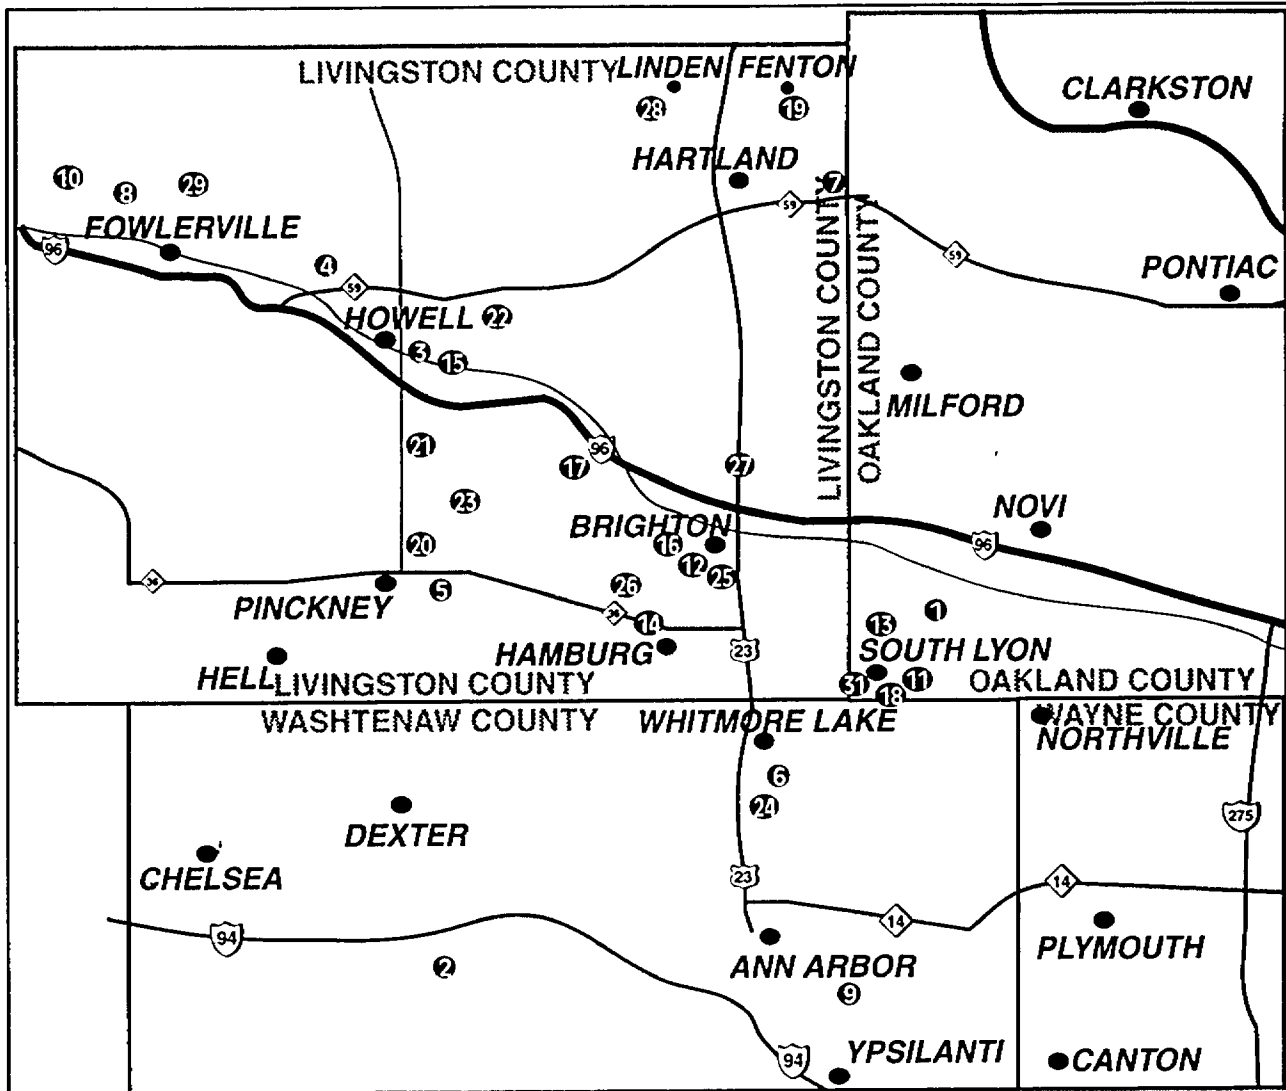 LIVINGSTON COUNTY
LINDEN
FENTON
CLARKSTON
28
19
HARTLAND
10
8
29
7
59
FOWLERVILLE
96
4
59
59
PONTIAC
HOWELL
22
3
15
LIVINGSTON COUNTY
OAKLAND COUNTY
MILFORD
21
17
96
27
23
NOVI
BRIGHTON
20
16
12
25
96
36
PINCKNEY
5
26
36
14
1
13
HAMBURG
23
SOUTH LYON
HELL
LIVINGSTON COUNTY
31
18
11
OAKLAND COUNTY
WASHTENAW COUNTY
WHITMORE LAKE
WAYNE COUNTY
NORTHVILLE
6
24
DEXTER
275
CHELSEA
23
14
94
14
2
ANN ARBOR
PLYMOUTH
9
94
YPSILANTI
CANTON